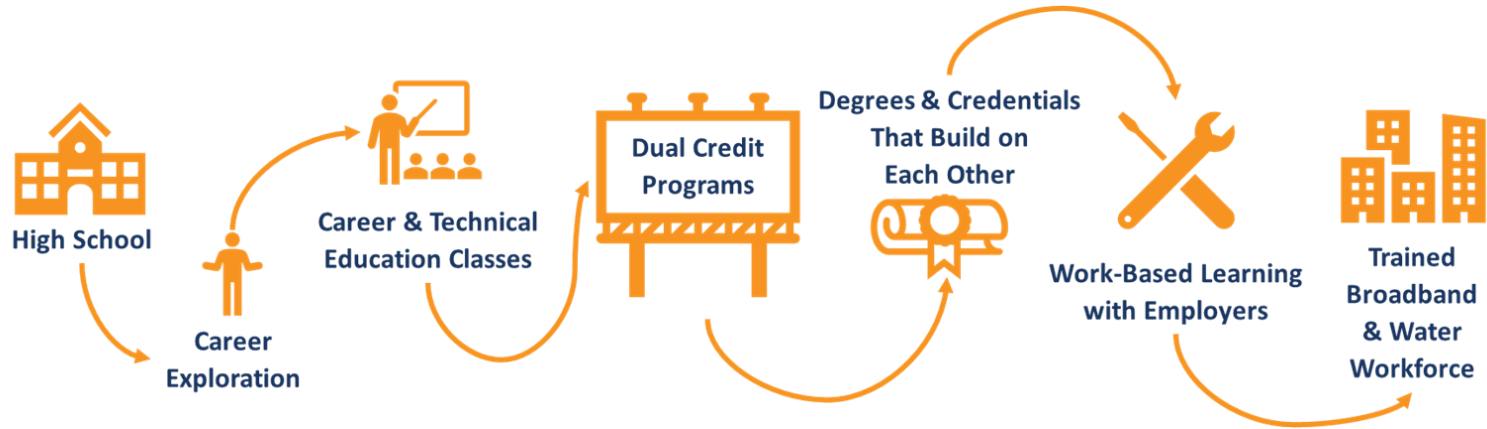 High School
Career
Exploration
Career & Technical
Education Classes
Dual Credit
Programs
Degrees & Credentials
That Build on
Each Other
Work-Based Learning
with Employers
Trained
Broadband
& Water
Workforce